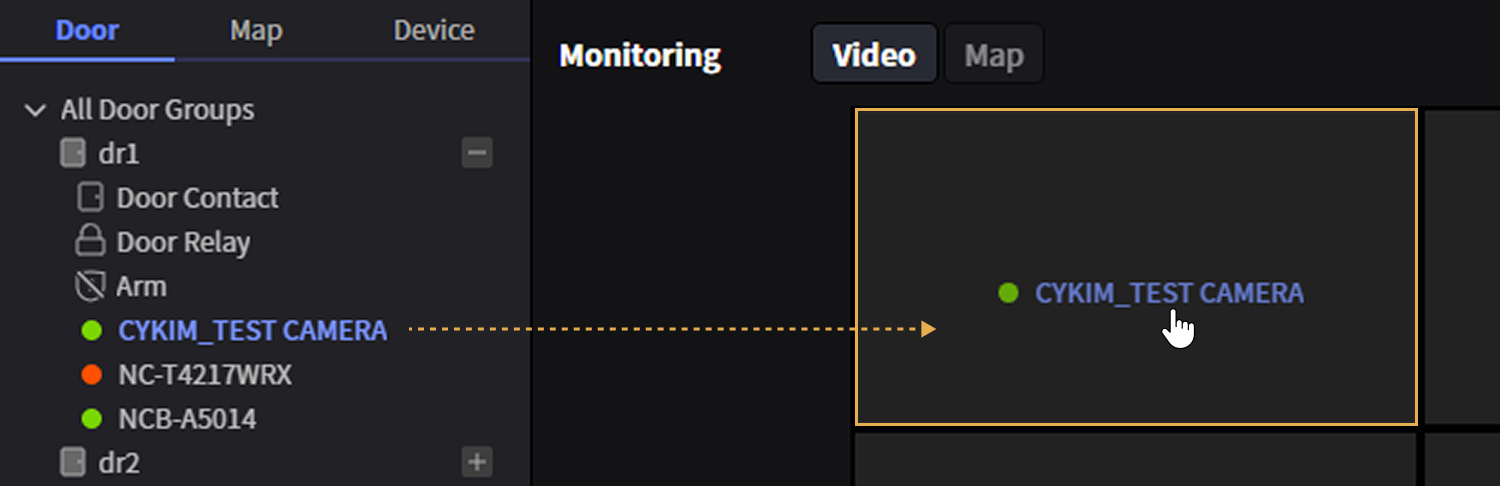 Door Map Device
Monitoring Video Map
All Door Groups
dr1
Door Contact
Door Relay
Arm
CYKIM_TEST CAMERA
NC-T4217WRX
NCB-A5014
dr2
CYKIM_TEST CAMERA